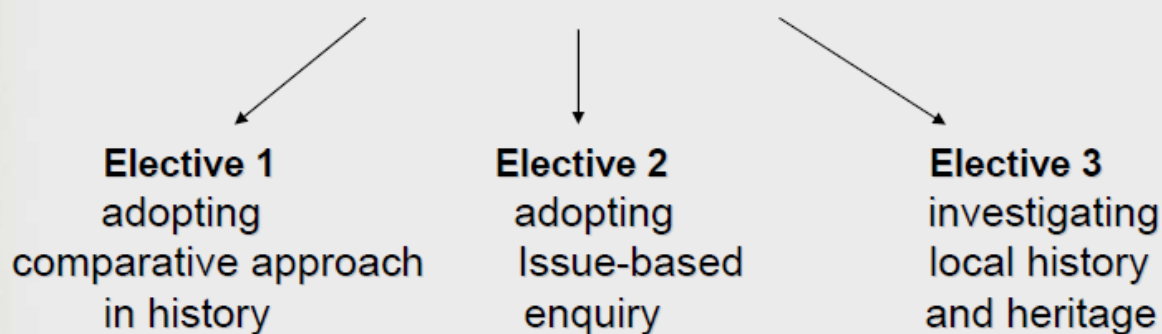 Elective 1
adopting
comparative approach
in history
Elective 2
adopting
Issue-based
enquiry
Elective 3
investigating
local history
and heritage